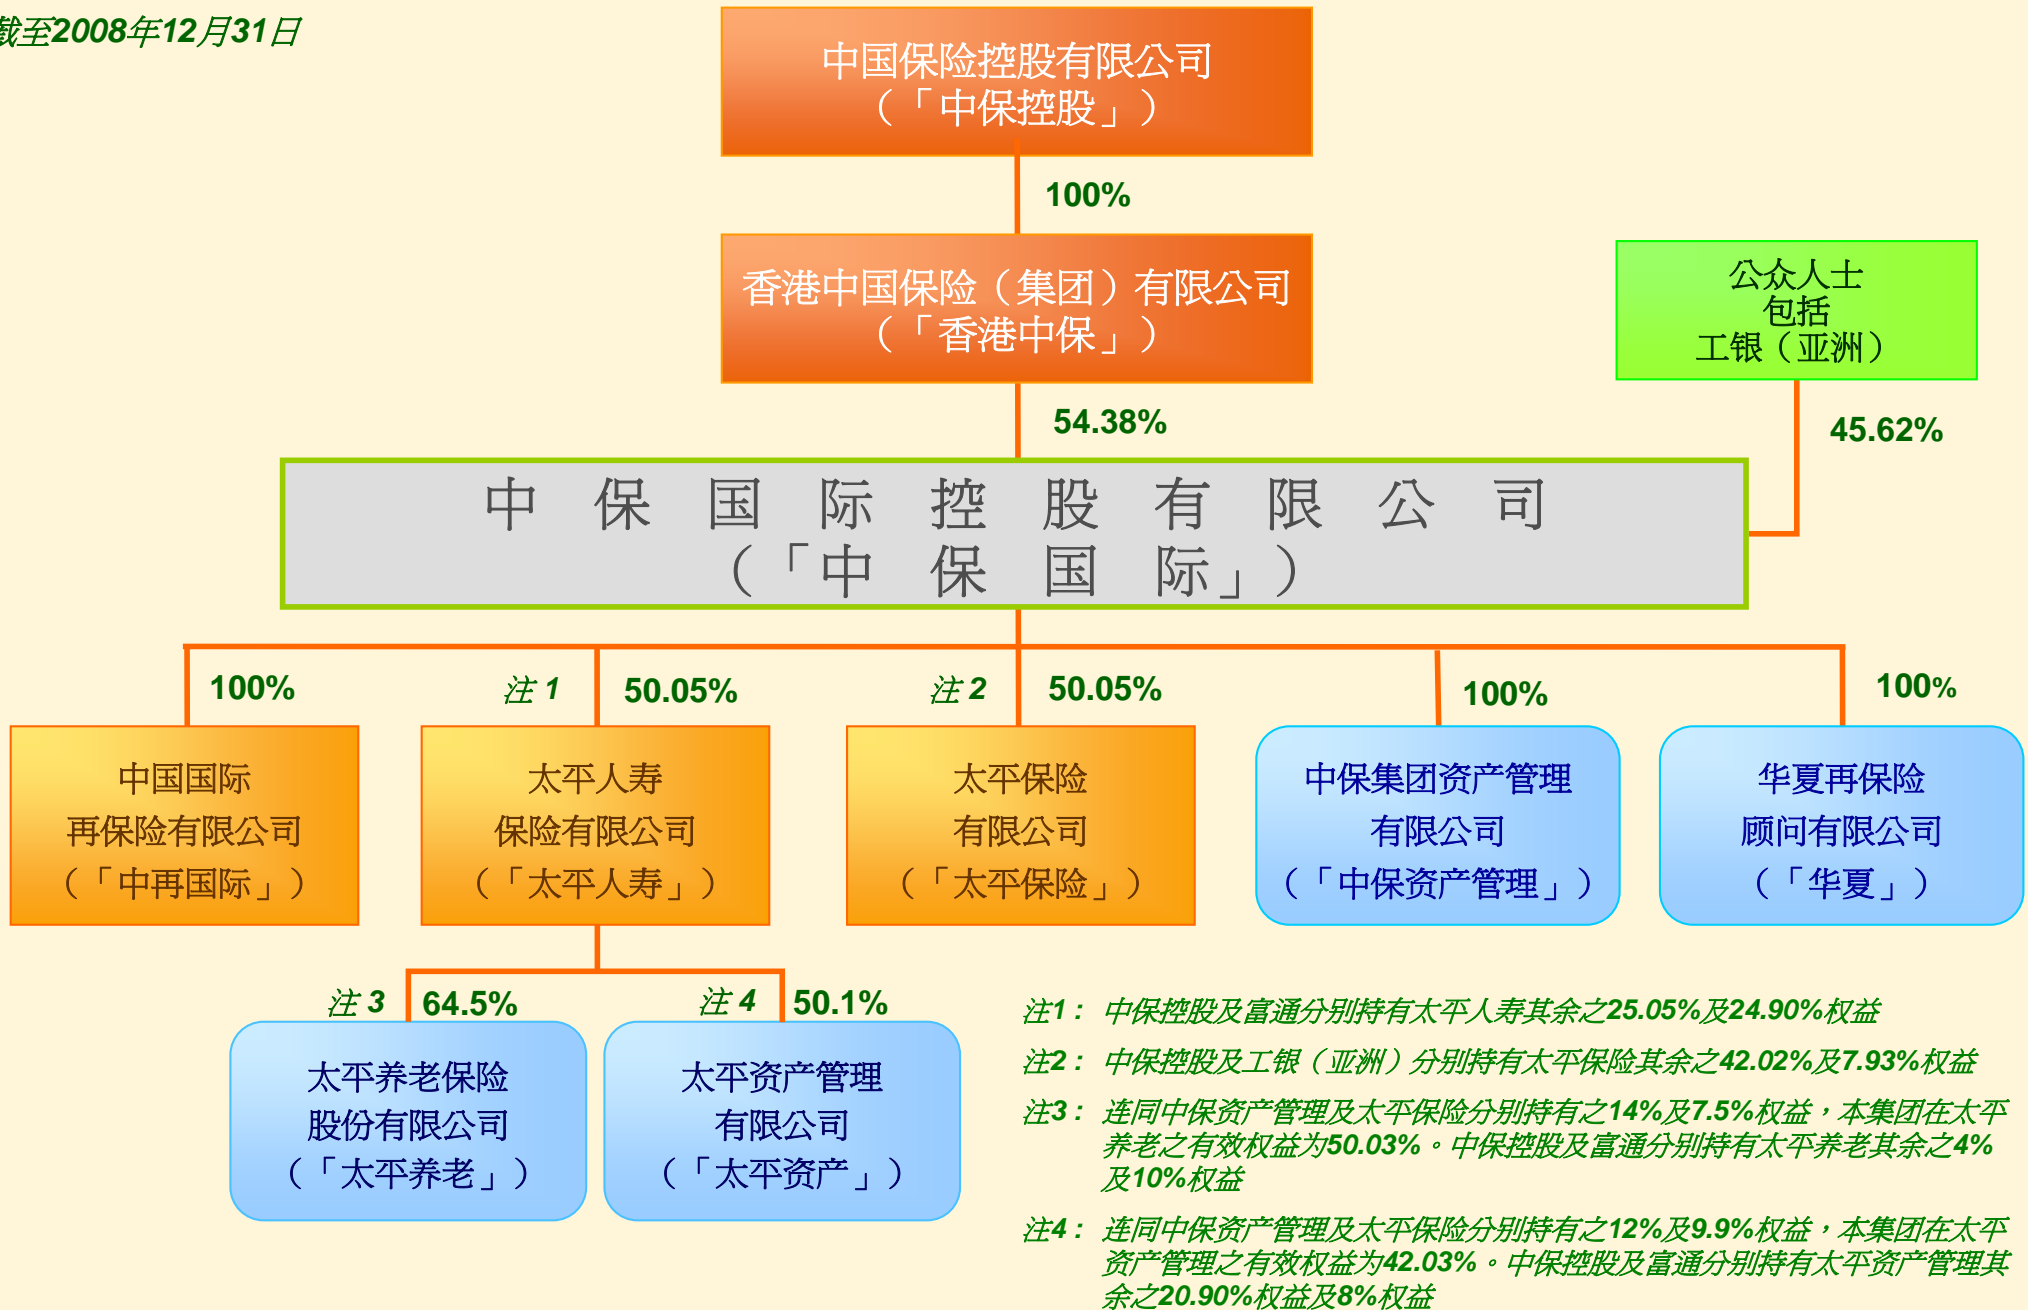 截至2008年12月31日
中国保险控股有限公司
（「中保控股」）
100%
香港中国保险（集团）有限公司
（「香港中保」）
公众人士
包括
工银（亚洲）
54.38%
45.62%
中保国际控股有限公司
（「中保国际」）
100%
注 1
50.05%
注 2
50.05%
100%
100%
中国国际
再保险有限公司
（「中再国际」）
太平人寿
保险有限公司
（「太平人寿」）
太平保险
有限公司
（「太平保险」）
中保集团资产管理
有限公司
（「中保资产管理」）
华夏再保险
顾问有限公司
（「华夏」）
注 3
64.5%
注 4
50.1%
太平养老保险
股份有限公司
（「太平养老」）
太平资产管理
有限公司
（「太平资产」）
注1： 中保控股及富通分别持有太平人寿其余之25.05%及24.90%权益
注2： 中保控股及工银（亚洲）分别持有太平保险其余之42.02%及7.93%权益
注3： 连同中保资产管理及太平保险分别持有之14%及7.5%权益，本集团在太平
养老之有效权益为50.03%。中保控股及富通分别持有太平养老其余之4%
及10%权益
注4： 连同中保资产管理及太平保险分别持有之12%及9.9%权益，本集团在太平
资产管理之有效权益为42.03%。中保控股及富通分别持有太平资产管理其
余之20.90%权益及8%权益